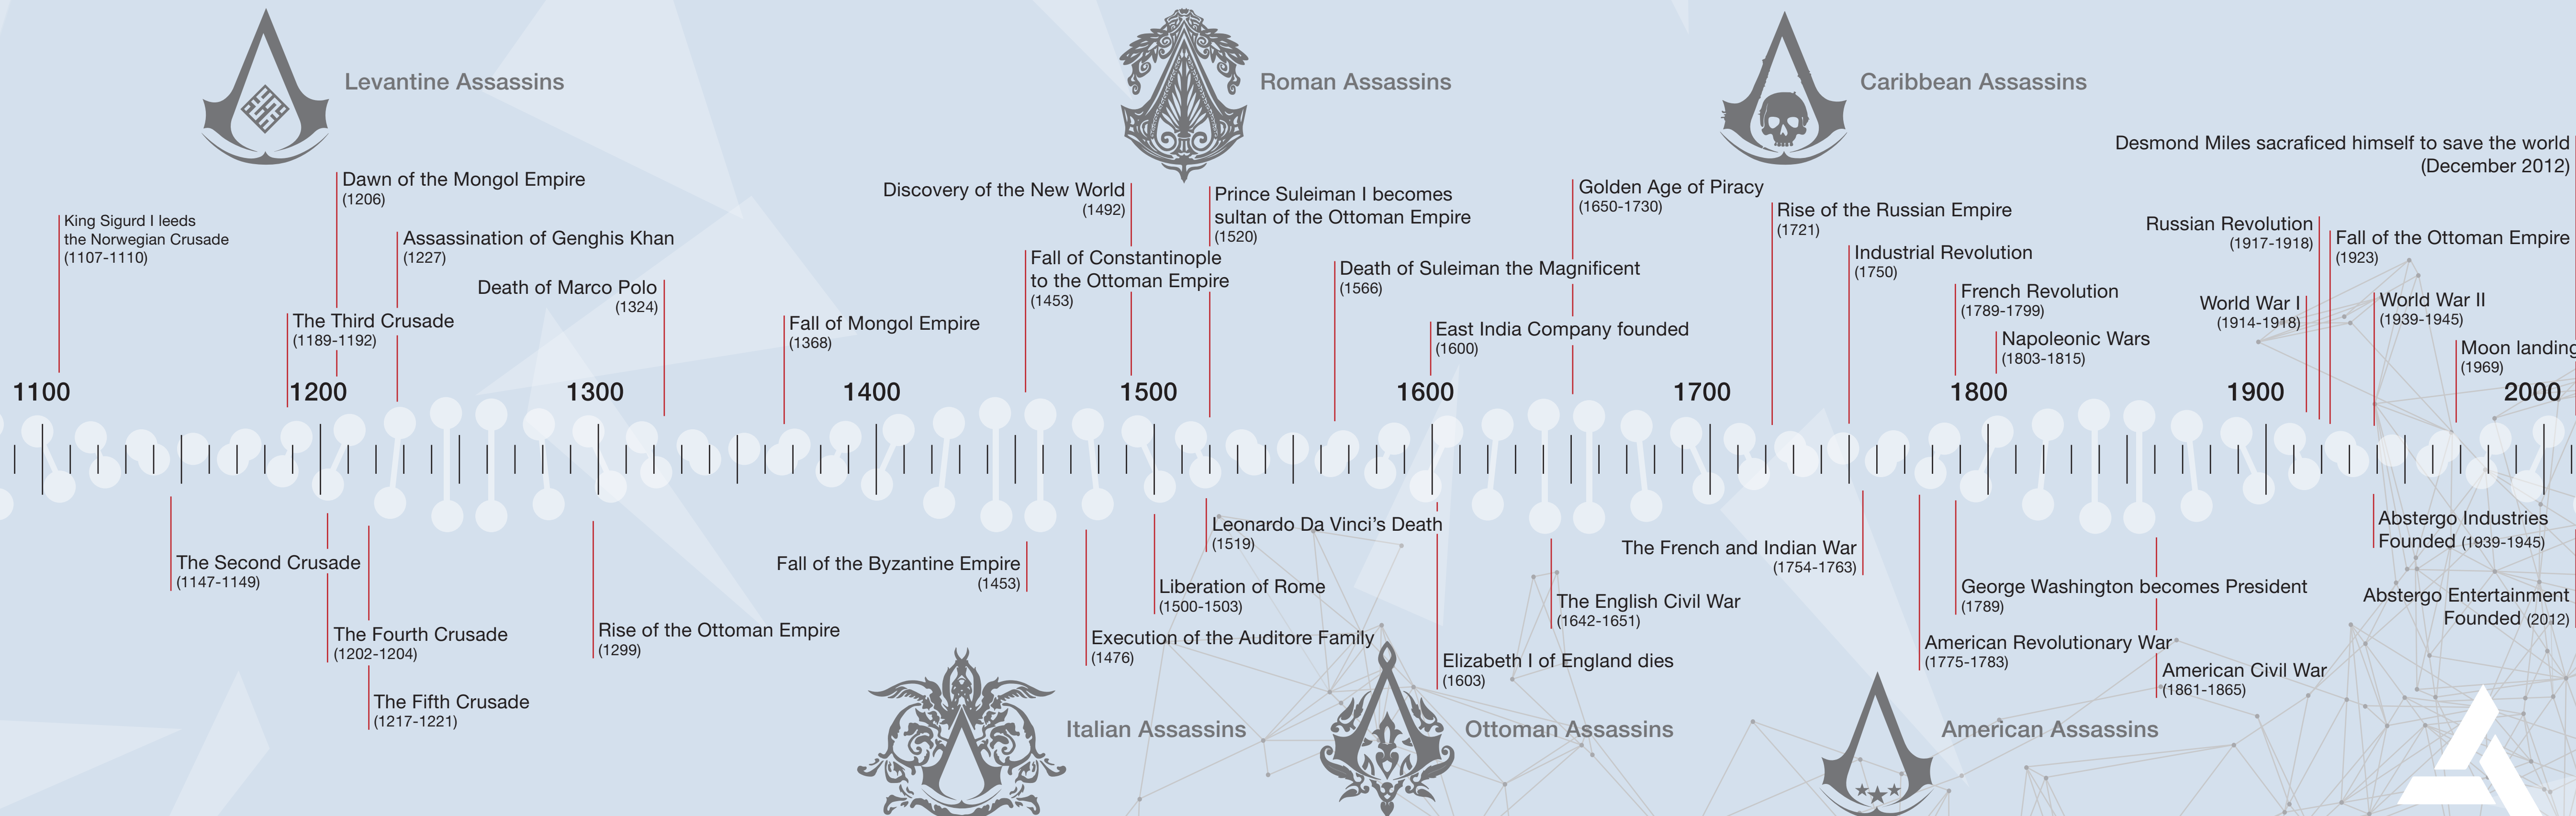 Levantine Assassins
Roman Assassins
Caribbean Assassins
Desmond Miles sacraficed himself to save the world
(December 2012)
King Sigurd I leeds
the Norwegian Crusade
(1107-1110)
Dawn of the Mongol Empire
(1206)
Assassination of Genghis Khan
(1227)
The Third Crusade
(1189-1192)
Death of Marco Polo
(1324)
Fall of Mongol Empire
(1368)
Discovery of the New World
(1492)
Fall of Constantinople
to the Ottoman Empire
(1453)
Prince Suleiman I becomes
sultan of the Ottoman Empire
(1520)
Death of Suleiman the Magnificent
(1566)
East India Company founded
(1600)
Golden Age of Piracy
(1650-1730)
Rise of the Russian Empire
(1721)
Industrial Revolution
(1750)
French Revolution
(1789-1799)
Napoleonic Wars
(1803-1815)
Russian Revolution
(1917-1918)
World War I
(1914-1918)
Fall of the Ottoman Empire
(1923)
World War II
(1939-1945)
Moon landing
(1969)
1100 1200 1300 1400 1500 1600 1700 1800 1900 2000
The Second Crusade
(1147-1149)
The Fourth Crusade
(1202-1204)
The Fifth Crusade
(1217-1221)
Rise of the Ottoman Empire
(1299)
Fall of the Byzantine Empire
(1453)
Execution of the Auditore Family
(1476)
Leonardo Da Vinci's Death
(1519)
Liberation of Rome
(1500-1503)
Elizabeth I of England dies
(1603)
The English Civil War
(1642-1651)
The French and Indian War
(1754-1763)
George Washington becomes President
(1789)
American Revolutionary War
(1775-1783)
American Civil War
(1861-1865)
Abstergo Industries
Founded (1939-1945)
Abstergo Entertainment
Founded (2012)
Italian Assassins
Ottoman Assassins
American Assassins